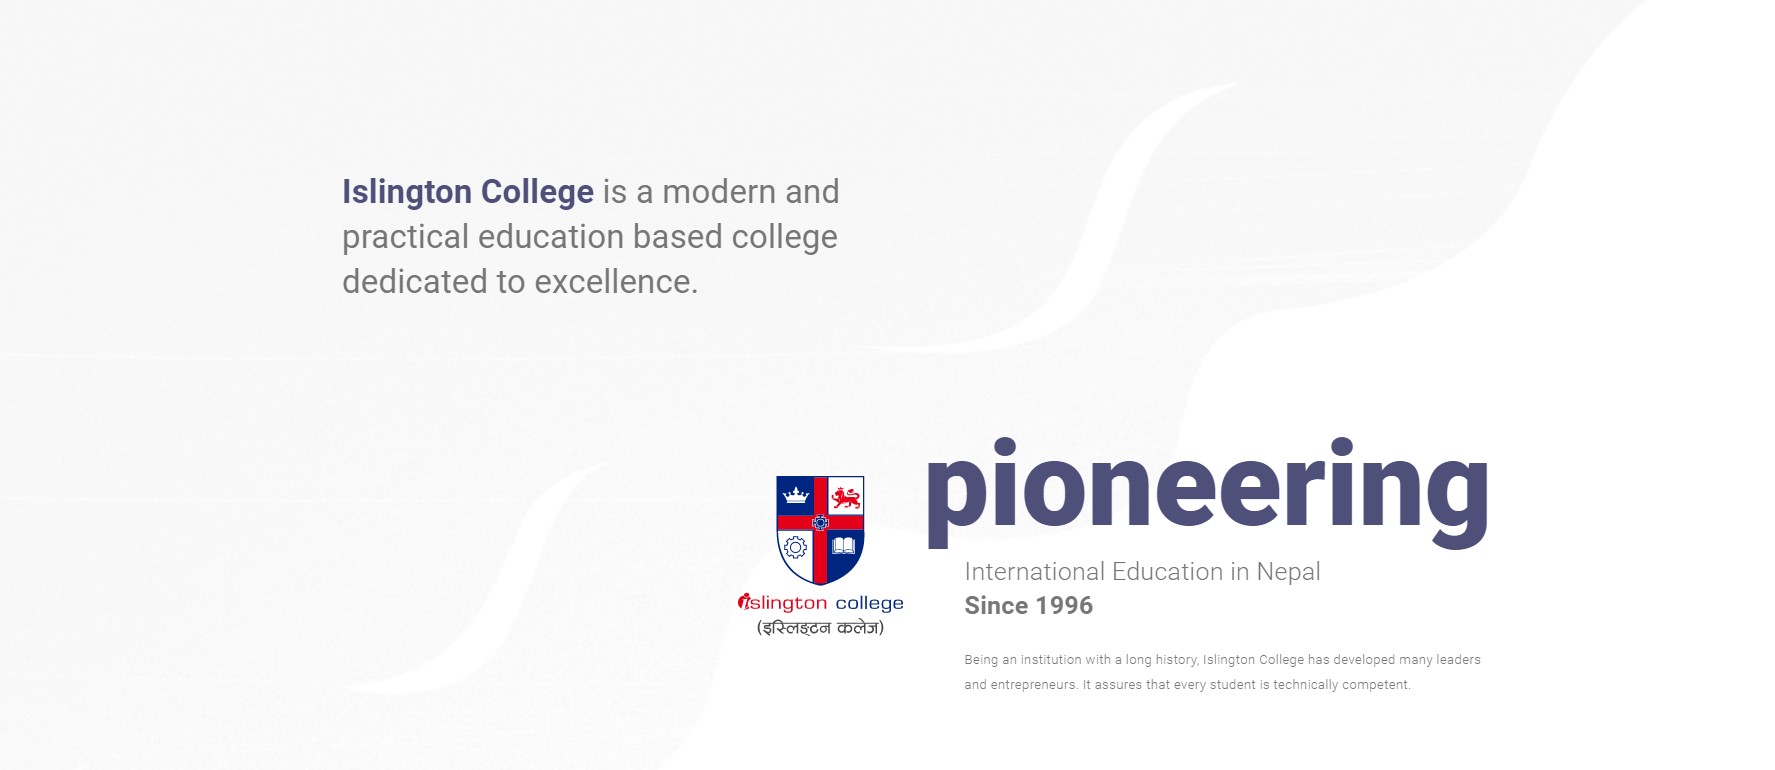 Islington College is a modern and
practical education based college
dedicated to excellence.
pioneering
islington college
(इस्लिङ्टन कलेज)
International Education in Nepal
Since 1996
Being an institution with a long history, Islington College has developed many leaders
and entrepreneurs. It assures that every student is technically competent.